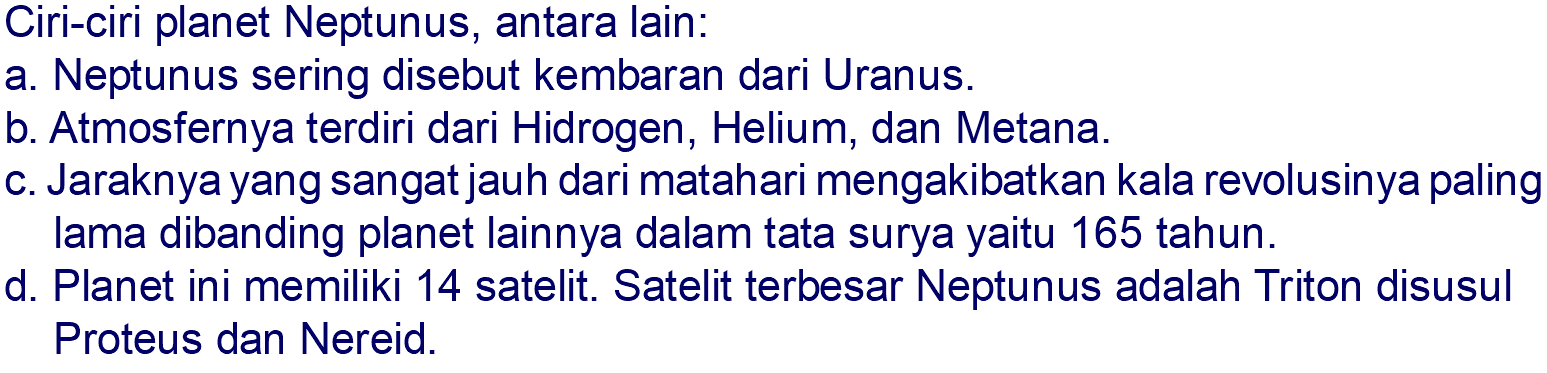 Ciri-ciri planet Neptunus, antara lain:
a. Neptunus sering disebut kembaran dari Uranus.
b. Atmosfernya terdiri dari Hidrogen, Helium, dan Metana.
c. Jaraknya yang sangat jauh dari matahari mengakibatkan kala revolusinya paling
lama dibanding planet lainnya dalam tata surya yaitu 165 tahun.
d. Planet ini memiliki 14 satelit. Satelit terbesar Neptunus adalah Triton disusul
Proteus dan Nereid.